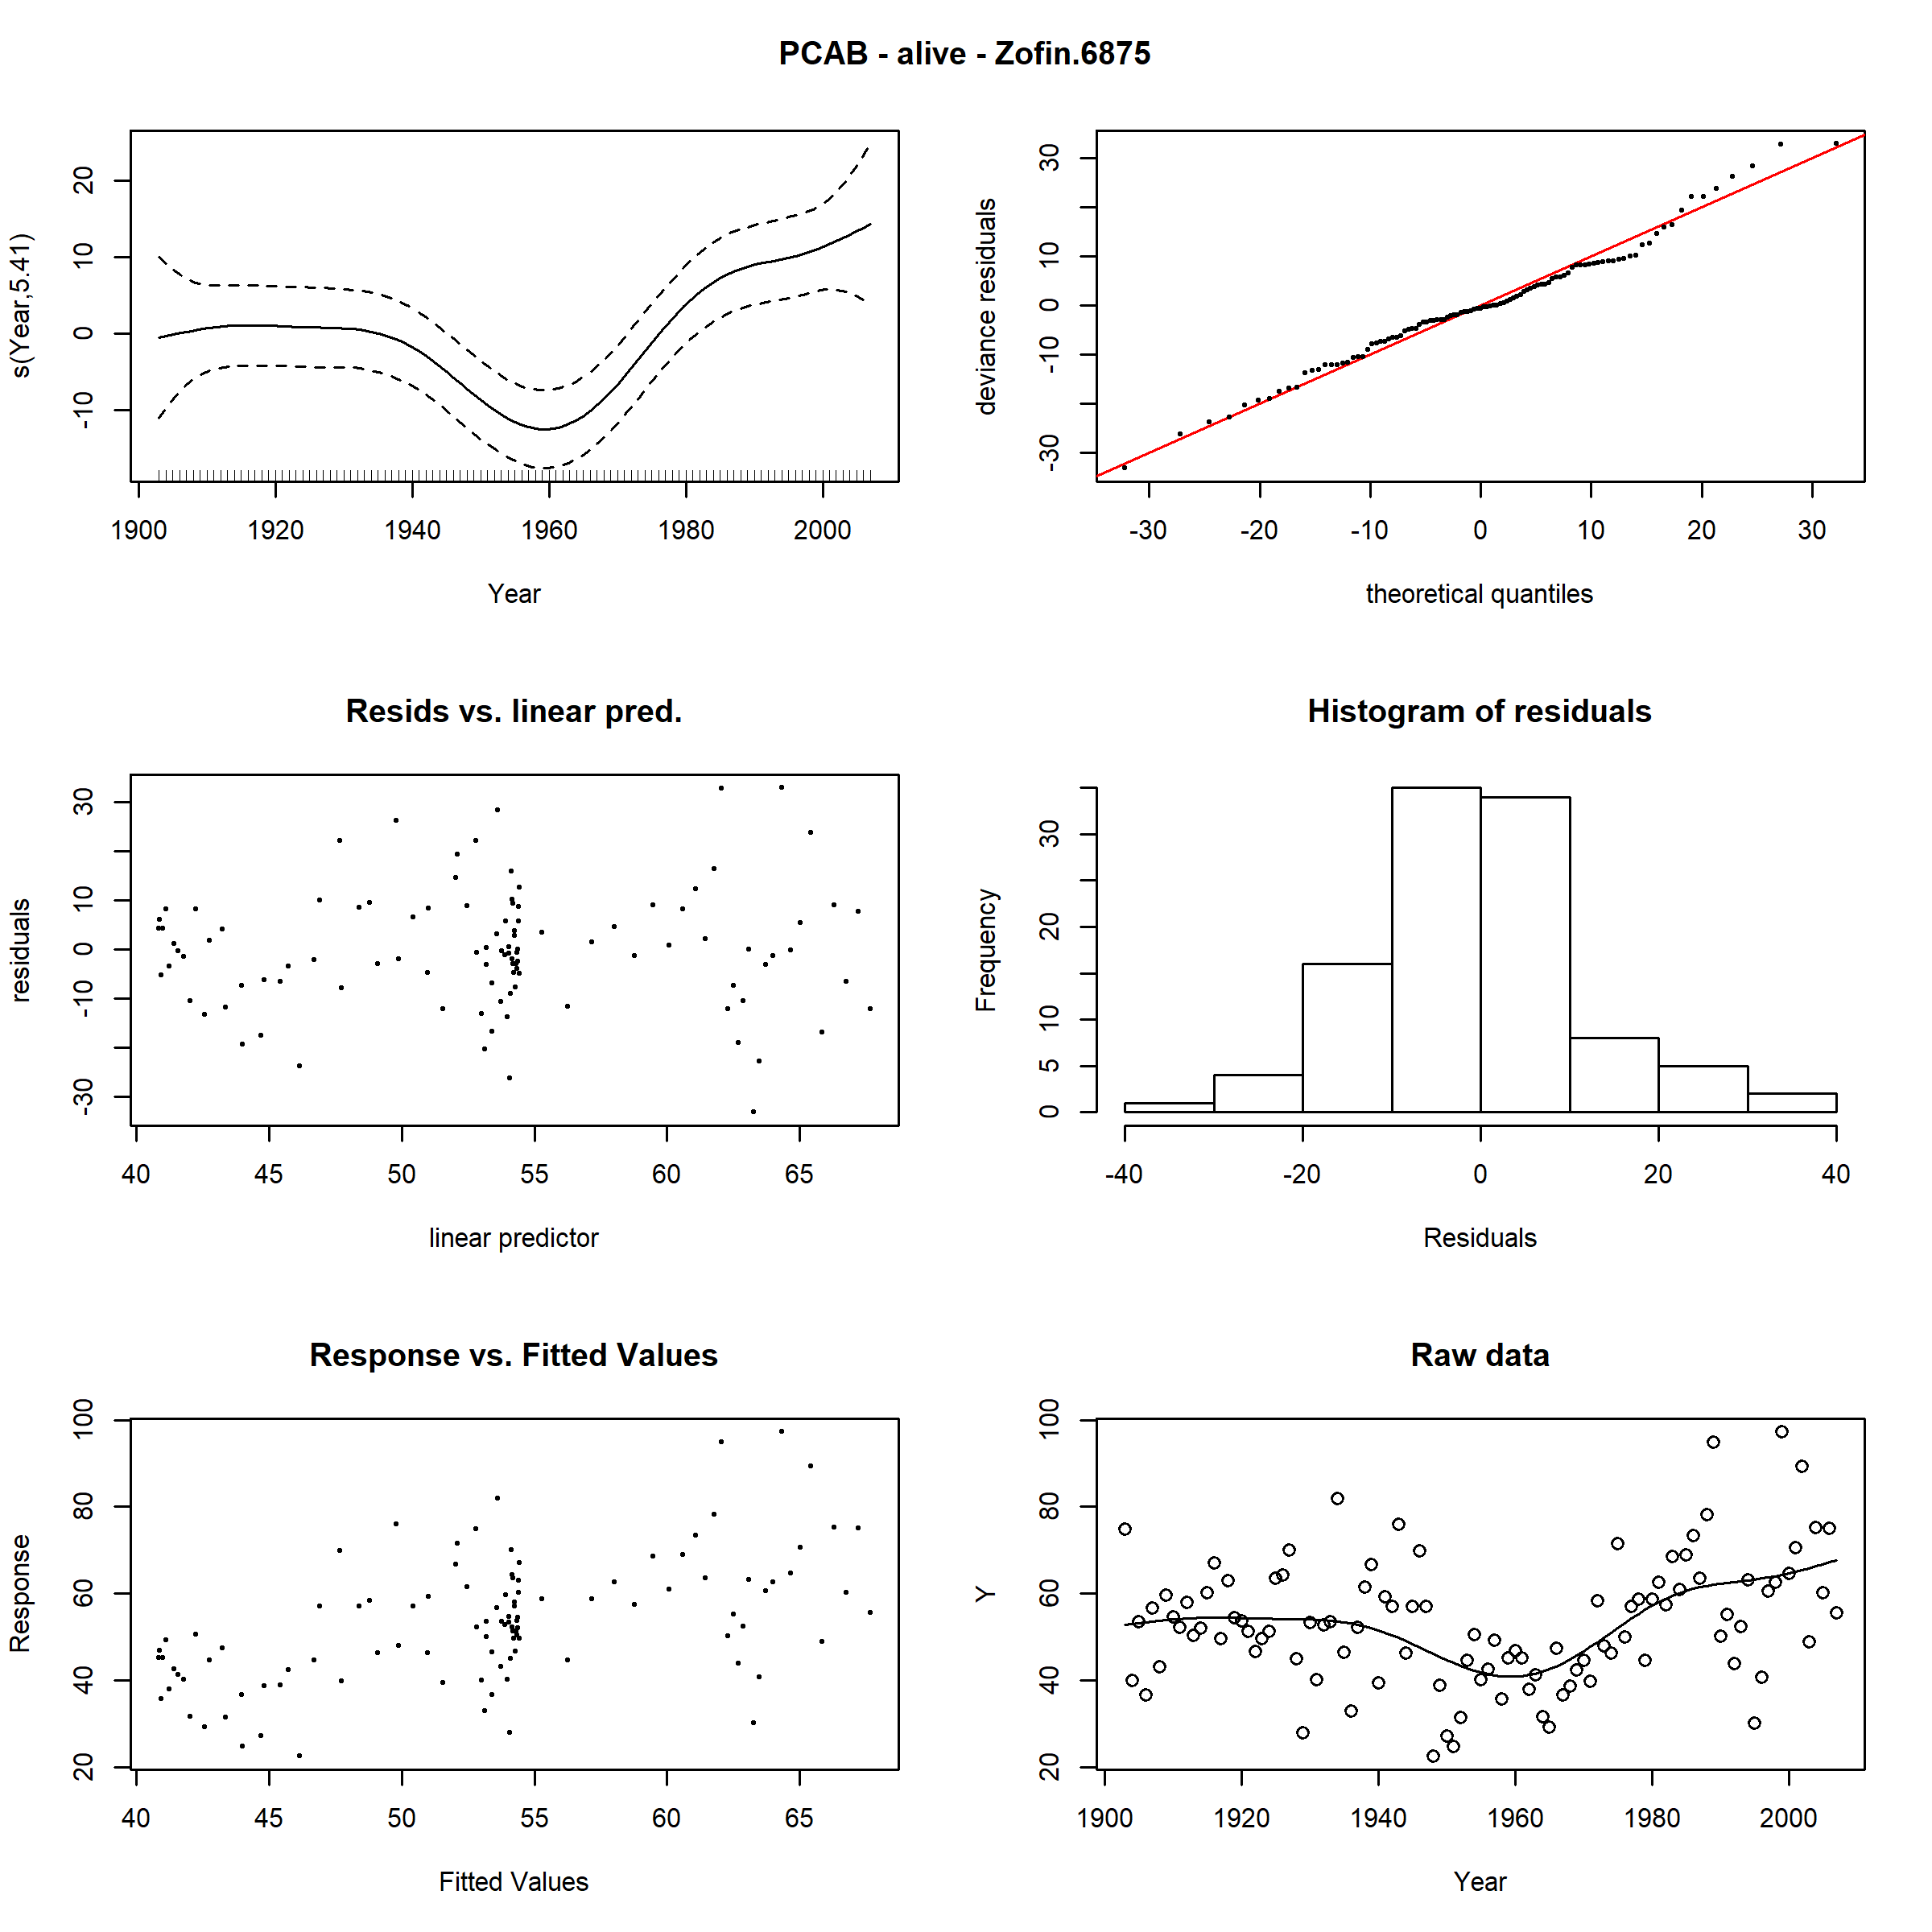 PCAB - alive - Zofin.6875
s(Year,5.41)
20
10
0
-10
1900 1920 1940 1960 1980 2000
Year
deviance residuals
30
10
0
-10
-30
-30 -20 -10 0 10 20 30
theoretical quantiles
Resids vs. linear pred.
residuals
30
10
0
-10
-30
40 45 50 55 60 65
linear predictor
Histogram of residuals
Frequency
30
20
10
5
0
-40 -20 0 20 40
Residuals
Response vs. Fitted Values
Response
100
80
60
40
20
40 45 50 55 60 65
Fitted Values
Raw data
Y
100
80
60
40
20
1900 1920 1940 1960 1980 2000
Year